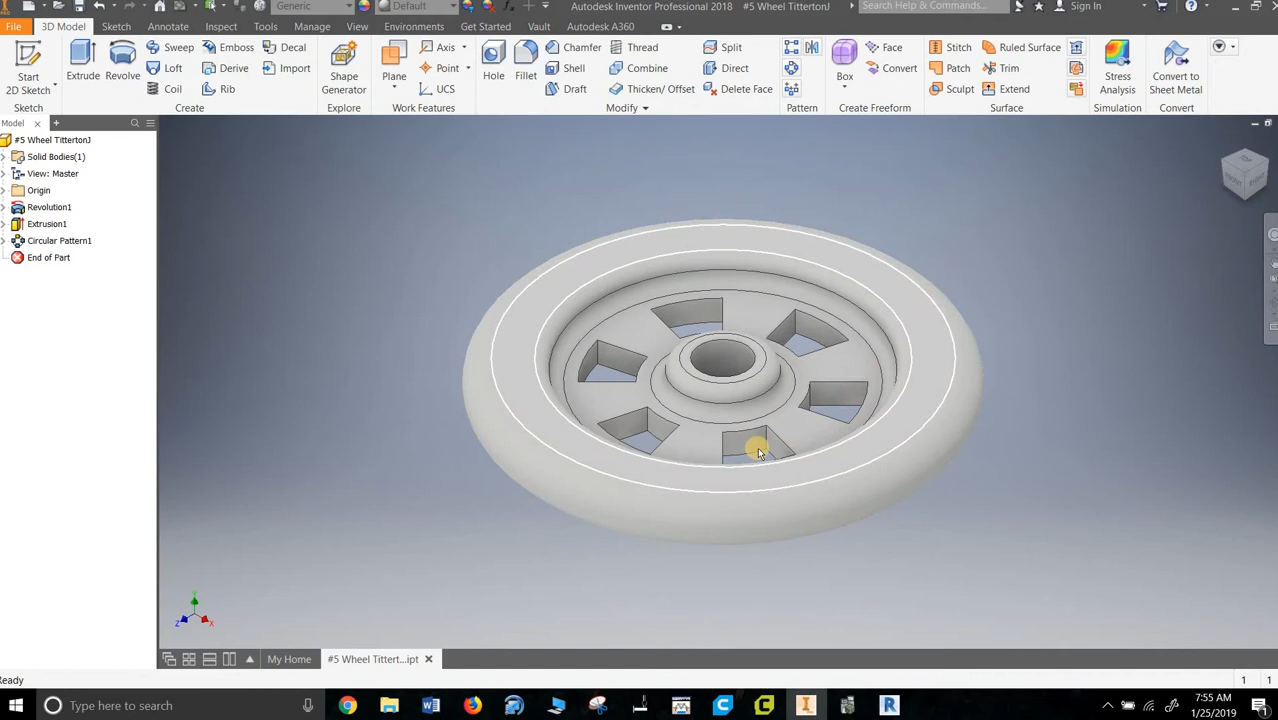 Generic
Default
Autodesk Inventor Professional 2018 #5 Wheel TittertonJ
Search Help & Commands...
Sign In
File 3D Model Sketch Annotate Inspect Tools Manage View Environments Get Started Vault Autodesk A360
Start
2D Sketch
Sketch
Extrude
Revolve
Sweep
Loft
Coil
Emboss
Derive
Rib
Decal
Import
Create
Shape
Generator
Explore
Plane
Axis
Point
UCS
Work Features
Hole
Fillet
Chamfer
Shell
Draft
Thread
Combine
Thicken/ Offset
Split
Direct
Delete Face
Modify
Pattern
Box
Face
Convert
Create Freeform
Stitch
Patch
Sculpt
Ruled Surface
Trim
Extend
Surface
Stress
Analysis
Simulation
Convert to
Sheet Metal
Convert
Model
#5 Wheel TittertonJ
Solid Bodies(1)
View: Master
Origin
Revolution1
Extrusion1
Circular Pattern1
End of Part
Y
Z
X
My Home
#5 Wheel Tittert...ipt
Ready
1 1
Type here to search
7:55 AM
1/25/2019